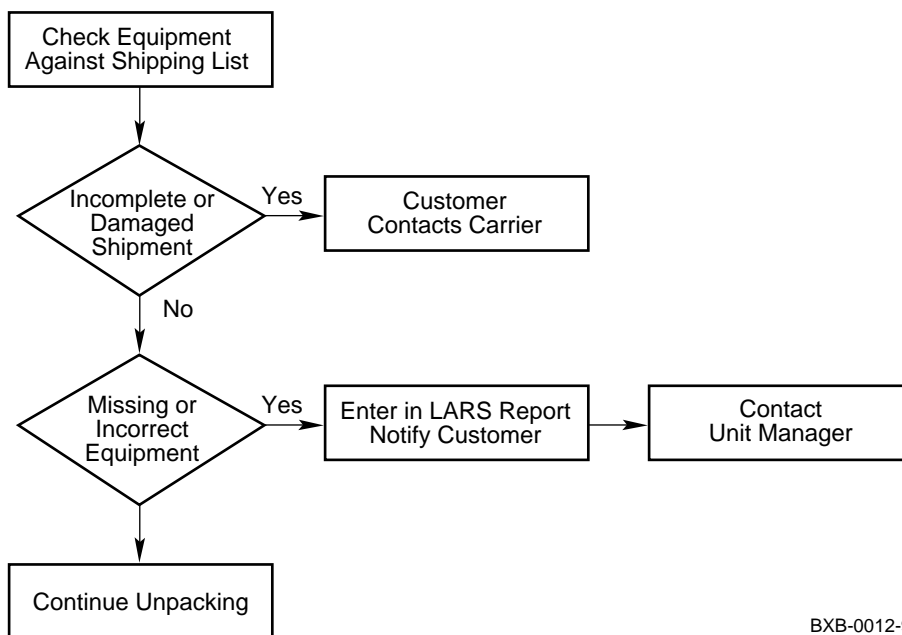 Check Equipment
Against Shipping List
Incomplete or
Damaged
Shipment
Yes
Customer
Contacts Carrier
No
Missing or
Incorrect
Equipment
Yes
Enter in LARS Report
Notify Customer
Contact
Unit Manager
Continue Unpacking